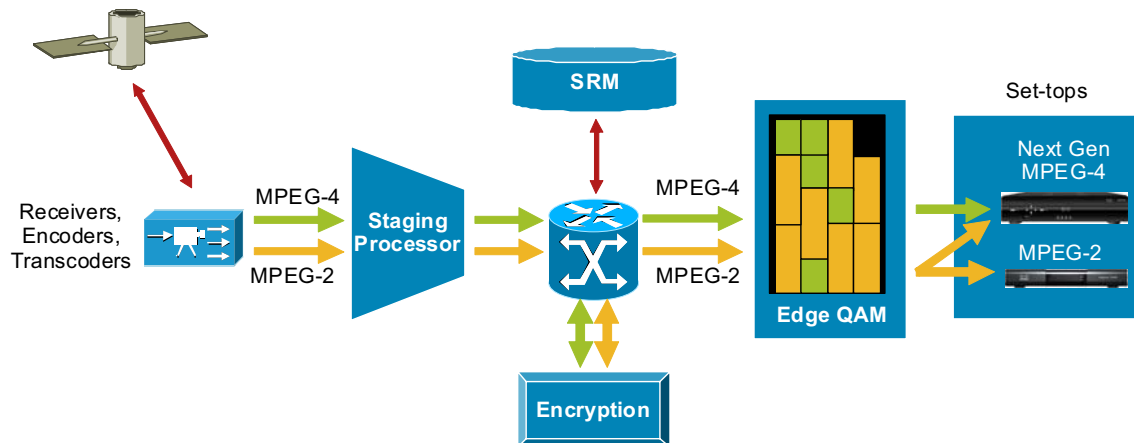 SRM
Set-tops
Next Gen
MPEG-4
MPEG-4
MPEG-4
Receivers,
Encoders,
Transcoders
Staging
Processor
MPEG-2
MPEG-2
MPEG-2
Edge QAM
Encryption